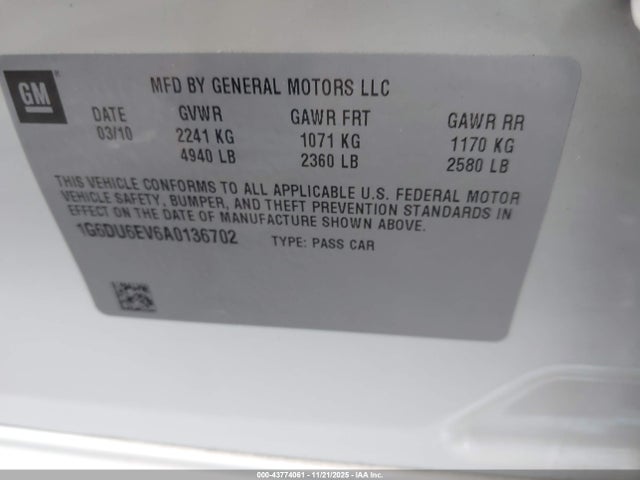 GM
MFD BY GENERAL MOTORS LLC
DATE GVWR GAWR FRT GAWR RR
03/10 2241 KG 1071 KG 1170 KG
4940 LB 2360 LB 2580 LB
THIS VEHICLE CONFORMS TO ALL APPLICABLE U.S. FEDERAL MOTOR
VEHICLE SAFETY, BUMPER, AND THEFT PREVENTION STANDARDS IN
EFFECT ON THE DATE OF MANUFACTURE SHOWN ABOVE.
1G6DU6EV6A0136702 TYPE: PASS CAR
000-43774061 - 11/21/2025 - IAA Inc.